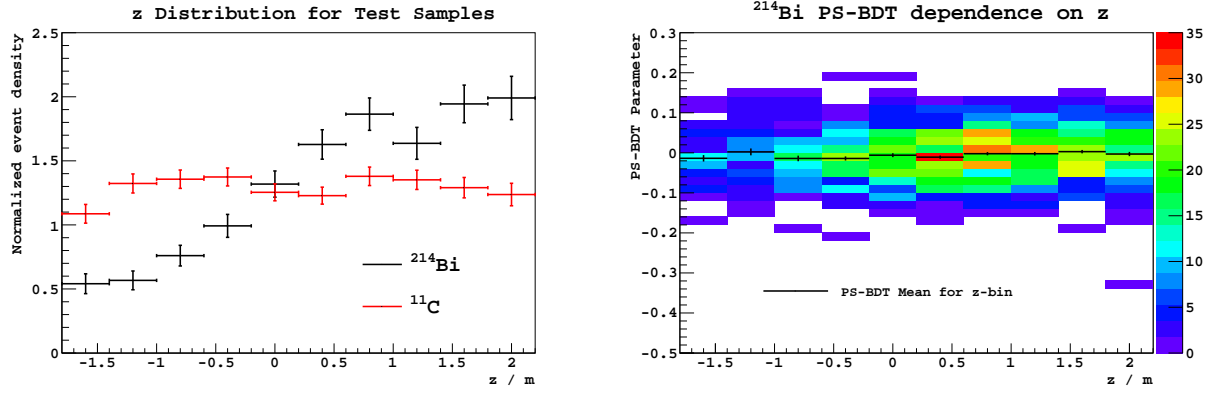 z Distribution for Test Samples
Normalized event density
2.5
2
1.5
1
0.5
0
²¹⁴Bi
¹¹C
−1.5 −1 −0.5 0 0.5 1 1.5 2
z / m
²¹⁴Bi PS-BDT dependence on z
PS-BDT Parameter
0.3
0.2
0.1
0
−0.1
−0.2
−0.3
−0.4
−0.5
PS-BDT Mean for z-bin
−1.5 −1 −0.5 0 0.5 1 1.5 2
z / m
35
30
25
20
15
10
5
0